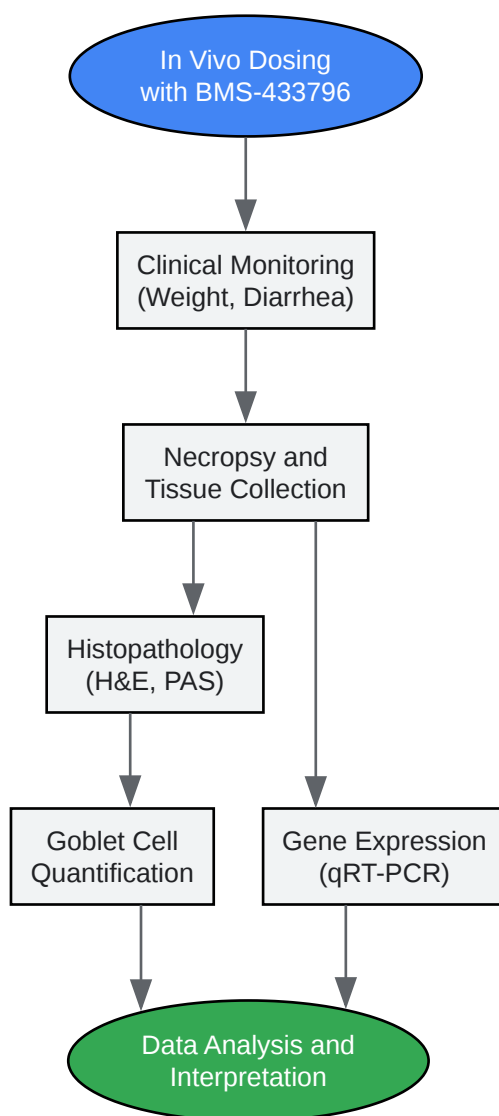 In Vivo Dosing
with BMS-433796
Clinical Monitoring
(Weight, Diarrhea)
Necropsy and
Tissue Collection
Histopathology
(H&E, PAS)
Goblet Cell
Quantification
Gene Expression
(qRT-PCR)
Data Analysis and
Interpretation